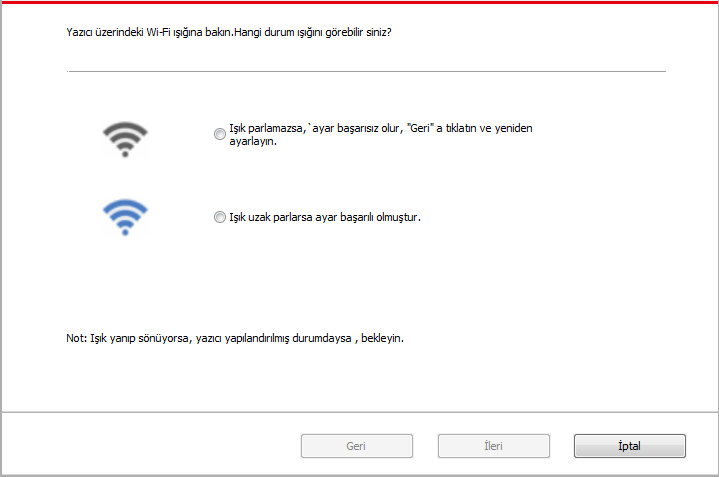 Yazıcı üzerindeki Wi-Fi ışığına bakın.Hangi durum ışığını görebilir siniz?
Işık parlamazsa,`ayar başarısız olur, "Geri" a tıklatın ve yeniden
ayarlayın.
Işık uzak parlarsa ayar başarılı olmuştur.
Not: Işık yanıp sönüyorsa, yazıcı yapılandırılmış durumdaysa , bekleyin.
Geri
İleri
İptal